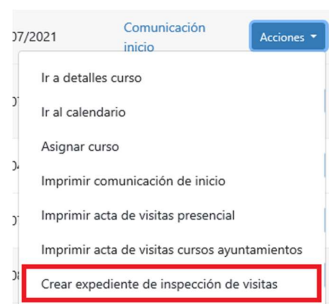 07/2021 Comunicación inicio Acciones
Ir a detalles curso
Ir al calendario
Asignar curso
Imprimir comunicación de inicio
Imprimir acta de visitas presencial
Imprimir acta de visitas cursos ayuntamientos
Crear expediente de inspección de visitas